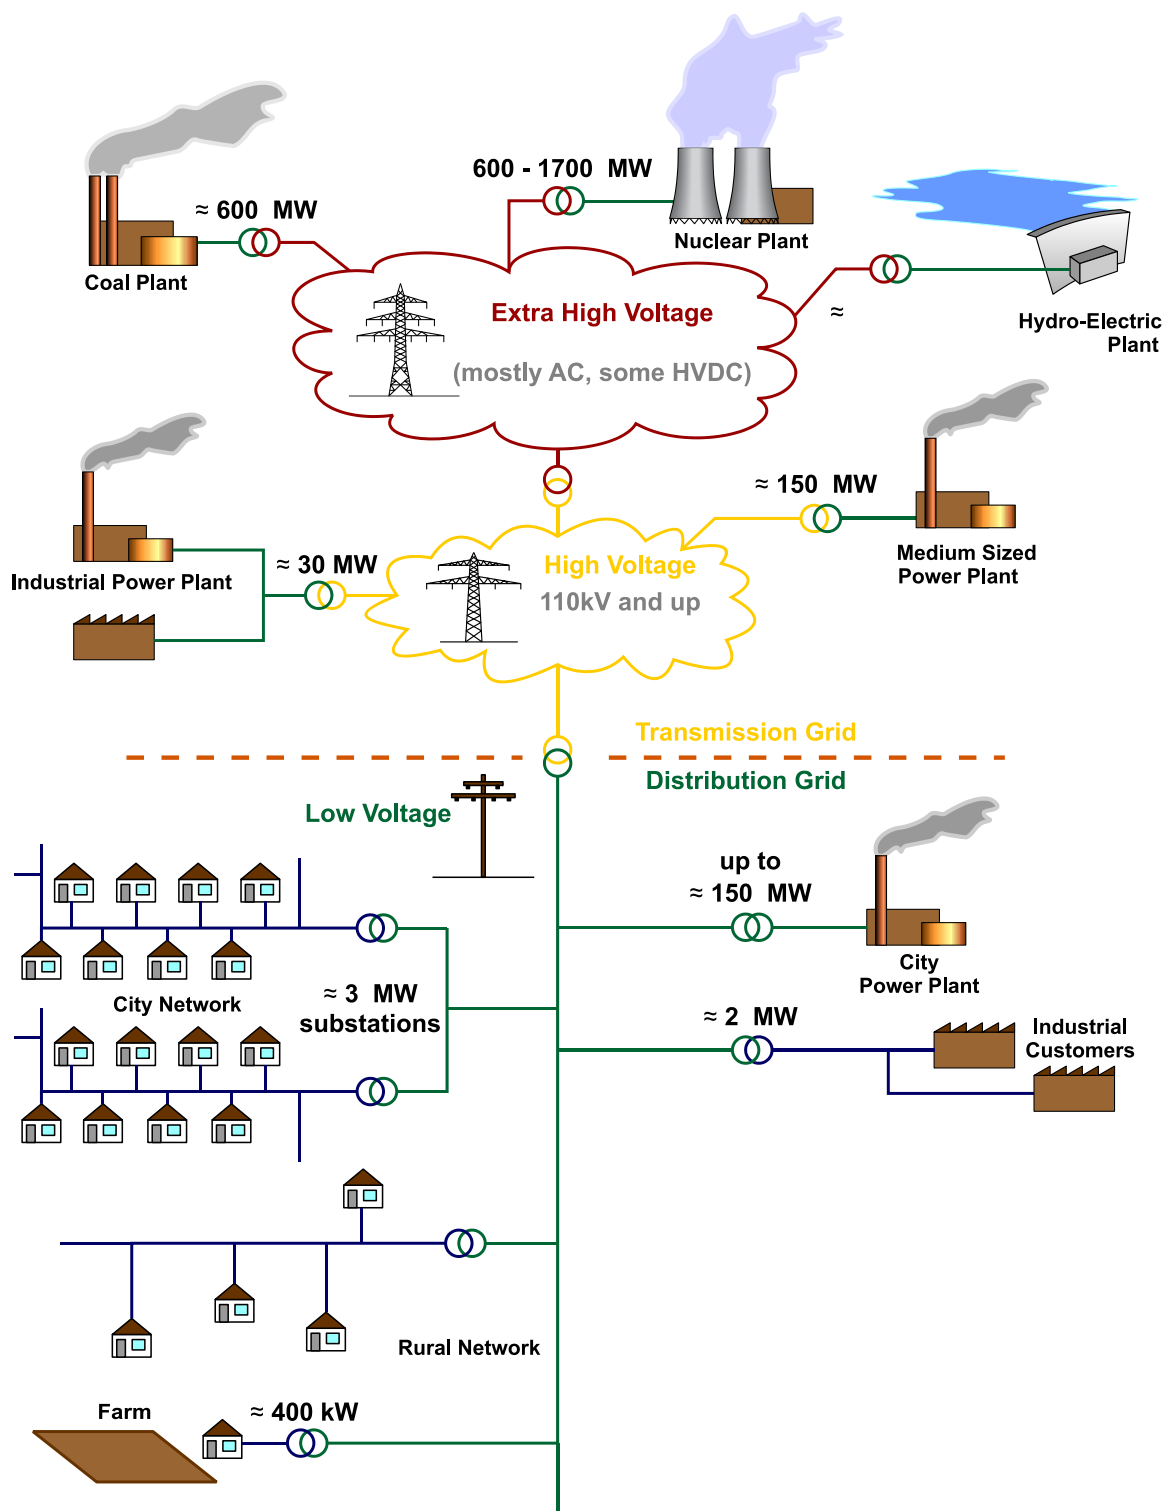 600 - 1700 MW
≈ 600 MW
Nuclear Plant
Coal Plant
Extra High Voltage
≈
Hydro-Electric
Plant
(mostly AC, some HVDC)
≈ 150 MW
Medium Sized
Power Plant
≈ 30 MW
Industrial Power Plant
High Voltage
110kV and up
Transmission Grid
Distribution Grid
Low Voltage
up to
≈ 150 MW
City
Power Plant
City Network
≈ 3 MW
substations
≈ 2 MW
Industrial
Customers
Rural Network
Farm
≈ 400 kW